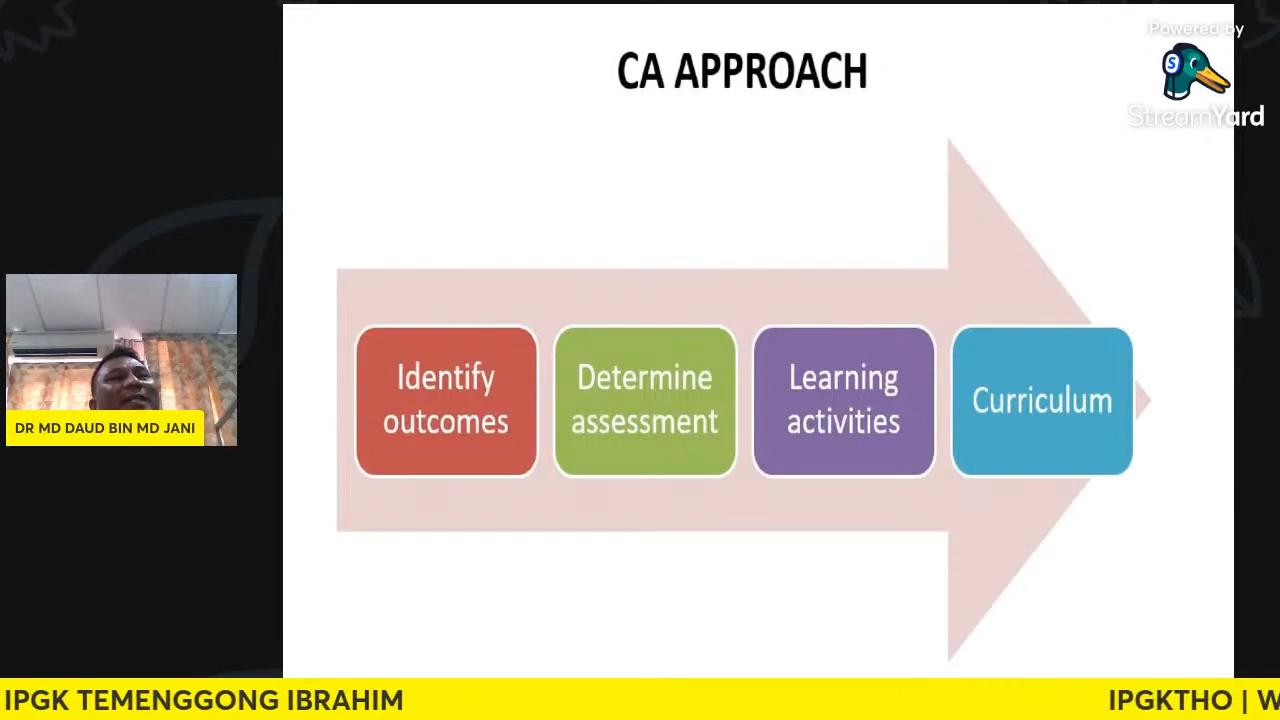 CA APPROACH
Powered by
S
StreamYard
Identify
outcomes
Determine
assessment
Learning
activities
Curriculum
DR MD DAUD BIN MD JANI
IPGK TEMENGGONG IBRAHIM
IPGKTHO | W